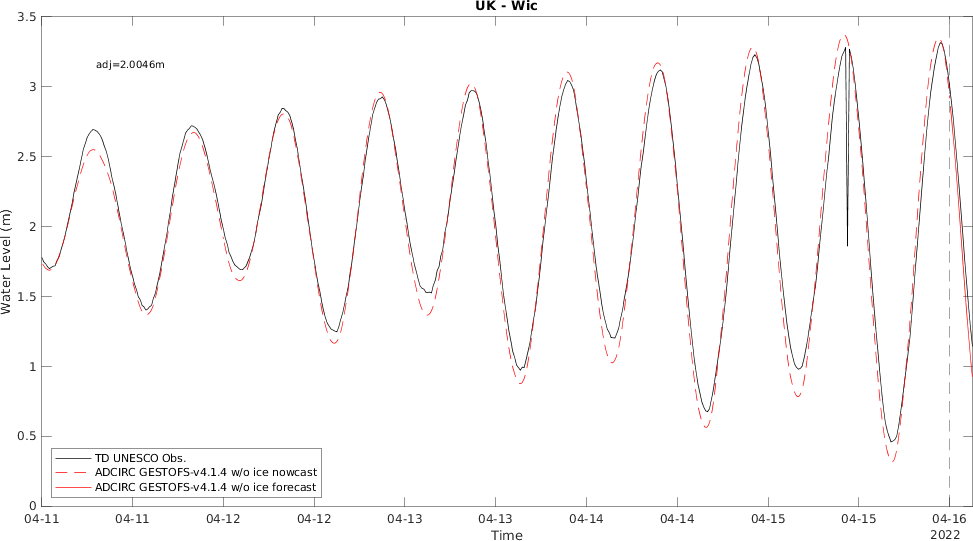 UK - Wic
adj=2.0046m
3.5
3
2.5
2
1.5
1
0.5
0
Water Level (m)
TD UNESCO Obs.
ADCIRC GESTOFS-v4.1.4 w/o ice nowcast
ADCIRC GESTOFS-v4.1.4 w/o ice forecast
04-11 04-11 04-12 04-12 04-13 04-13 04-14 04-14 04-15 04-15 04-16
Time
2022